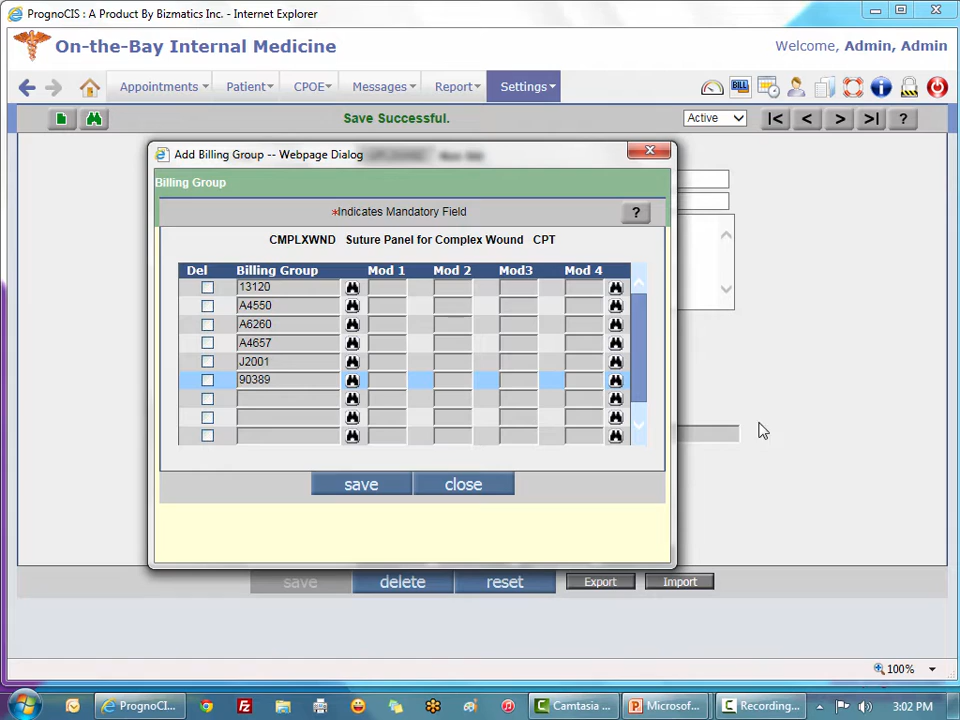 PrognoCIS : A Product By Bizmatics Inc. - Internet Explorer
On-the-Bay Internal Medicine
Welcome, Admin, Admin
Appointments Patient CPOE Messages Report Settings
BILL
Save Successful.
Active
|< < > >| ?
Add Billing Group -- Webpage Dialog
Billing Group
*Indicates Mandatory Field
?
CMPLXWND Suture Panel for Complex Wound CPT
Del Billing Group Mod 1 Mod 2 Mod3 Mod 4
13120
A4550
A6260
A4657
J2001
90389
save close
save delete reset Export Import
100%
PrognoCI... Camtasia ... Microsof... Recording... 3:02 PM